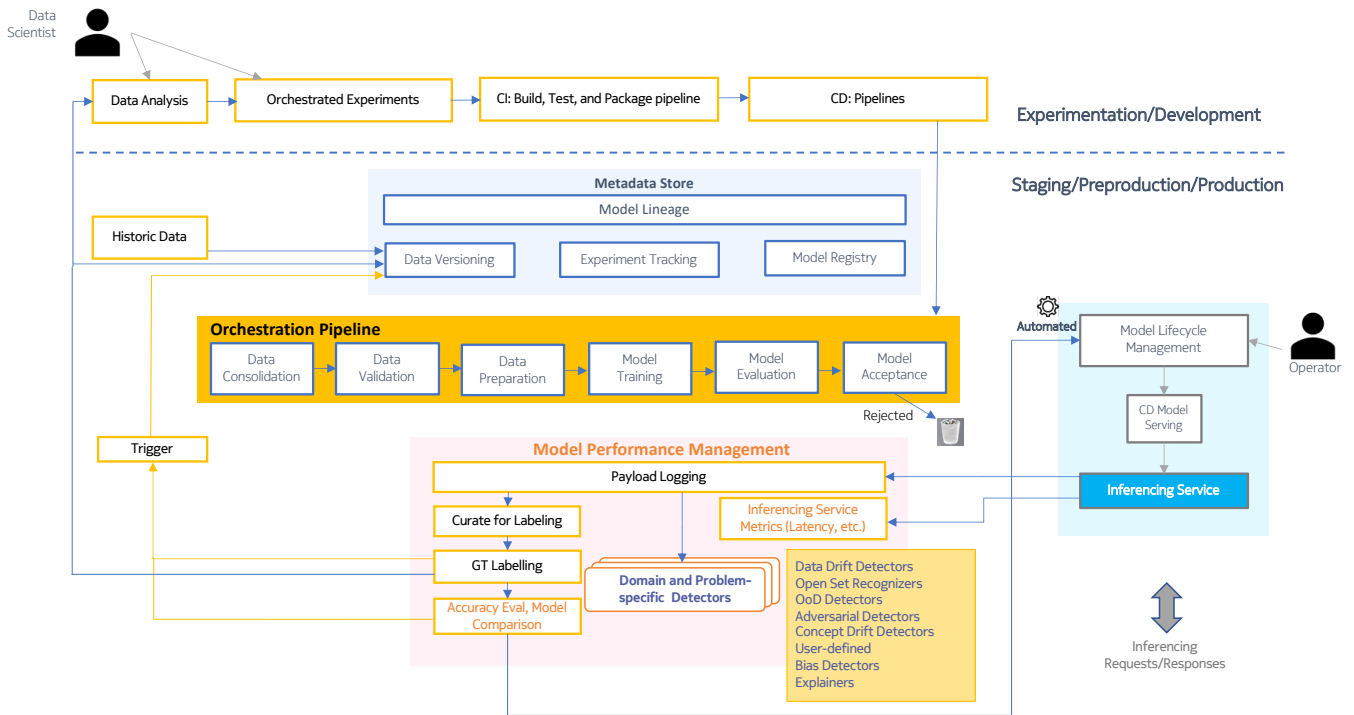 Data
Scientist
Data Analysis
Orchestrated Experiments
CI: Build, Test, and Package pipeline
CD: Pipelines
Experimentation/Development
Staging/Preproduction/Production
Metadata Store
Model Lineage
Historic Data
Data Versioning
Experiment Tracking
Model Registry
Orchestration Pipeline
Data
Consolidation
Data
Validation
Data
Preparation
Model
Training
Model
Evaluation
Model
Acceptance
Rejected
Automated
Model Lifecycle
Management
Operator
CD Model
Serving
Inferencing Service
Trigger
Model Performance Management
Payload Logging
Curate for Labeling
Inferencing Service
Metrics (Latency, etc.)
GT Labelling
Domain and Problem-
specific Detectors
Accuracy Eval, Model
Comparison
Data Drift Detectors
Open Set Recognizers
OoD Detectors
Adversarial Detectors
Concept Drift Detectors
User-defined
Bias Detectors
Explainers
Inferencing
Requests/Responses